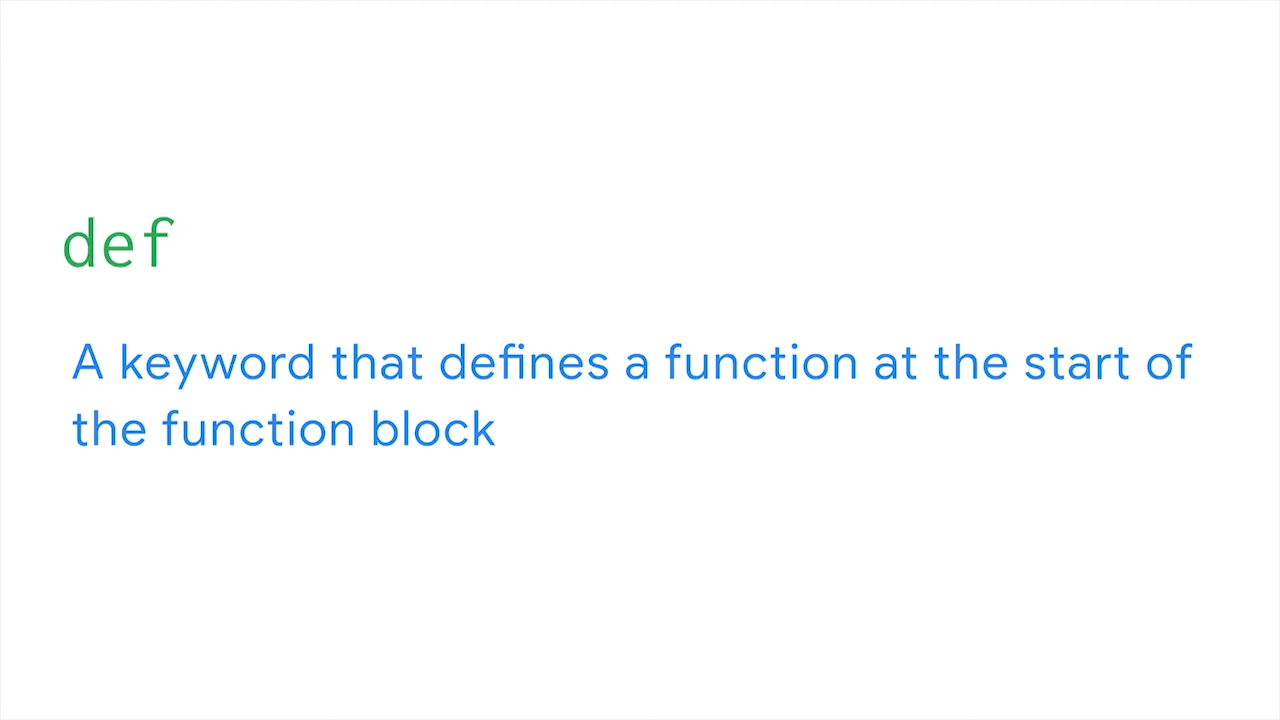 def
A keyword that defines a function at the start of
the function block